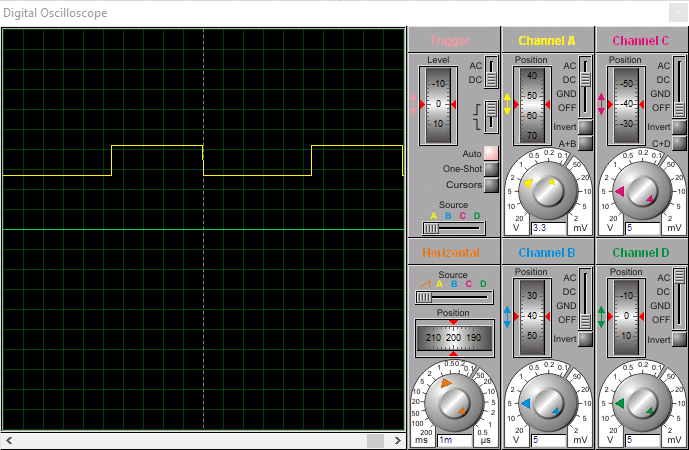 Digital Oscilloscope
x
Trigger
Level
-10
0
10
AC
DC
Auto
One-Shot
Cursors
Source
A B C D
Horizontal
Source
A B C D
Position
210 200 190
0.5 0.2 0.1
1
2
5
10
20
50
100
200
50
20
10
5
2
1
0.5
ms 1m µs
Channel A
Position
40
50
60
70
AC
DC
GND
OFF
Invert
A+B
1 0.5 0.2 0.1
2
5
10
20
50
20
10
5
2
V 3.3 mV
Channel C
Position
-50
-40
-30
AC
DC
GND
OFF
Invert
C+D
1 0.5 0.2 0.1
2
5
10
20
50
20
10
5
2
V 5 mV
Channel B
Position
30
40
50
AC
DC
GND
OFF
Invert
1 0.5 0.2 0.1
2
5
10
20
50
20
10
5
2
V 5 mV
Channel D
Position
-10
0
10
AC
DC
GND
OFF
Invert
1 0.5 0.2 0.1
2
5
10
20
50
20
10
5
2
V 5 mV